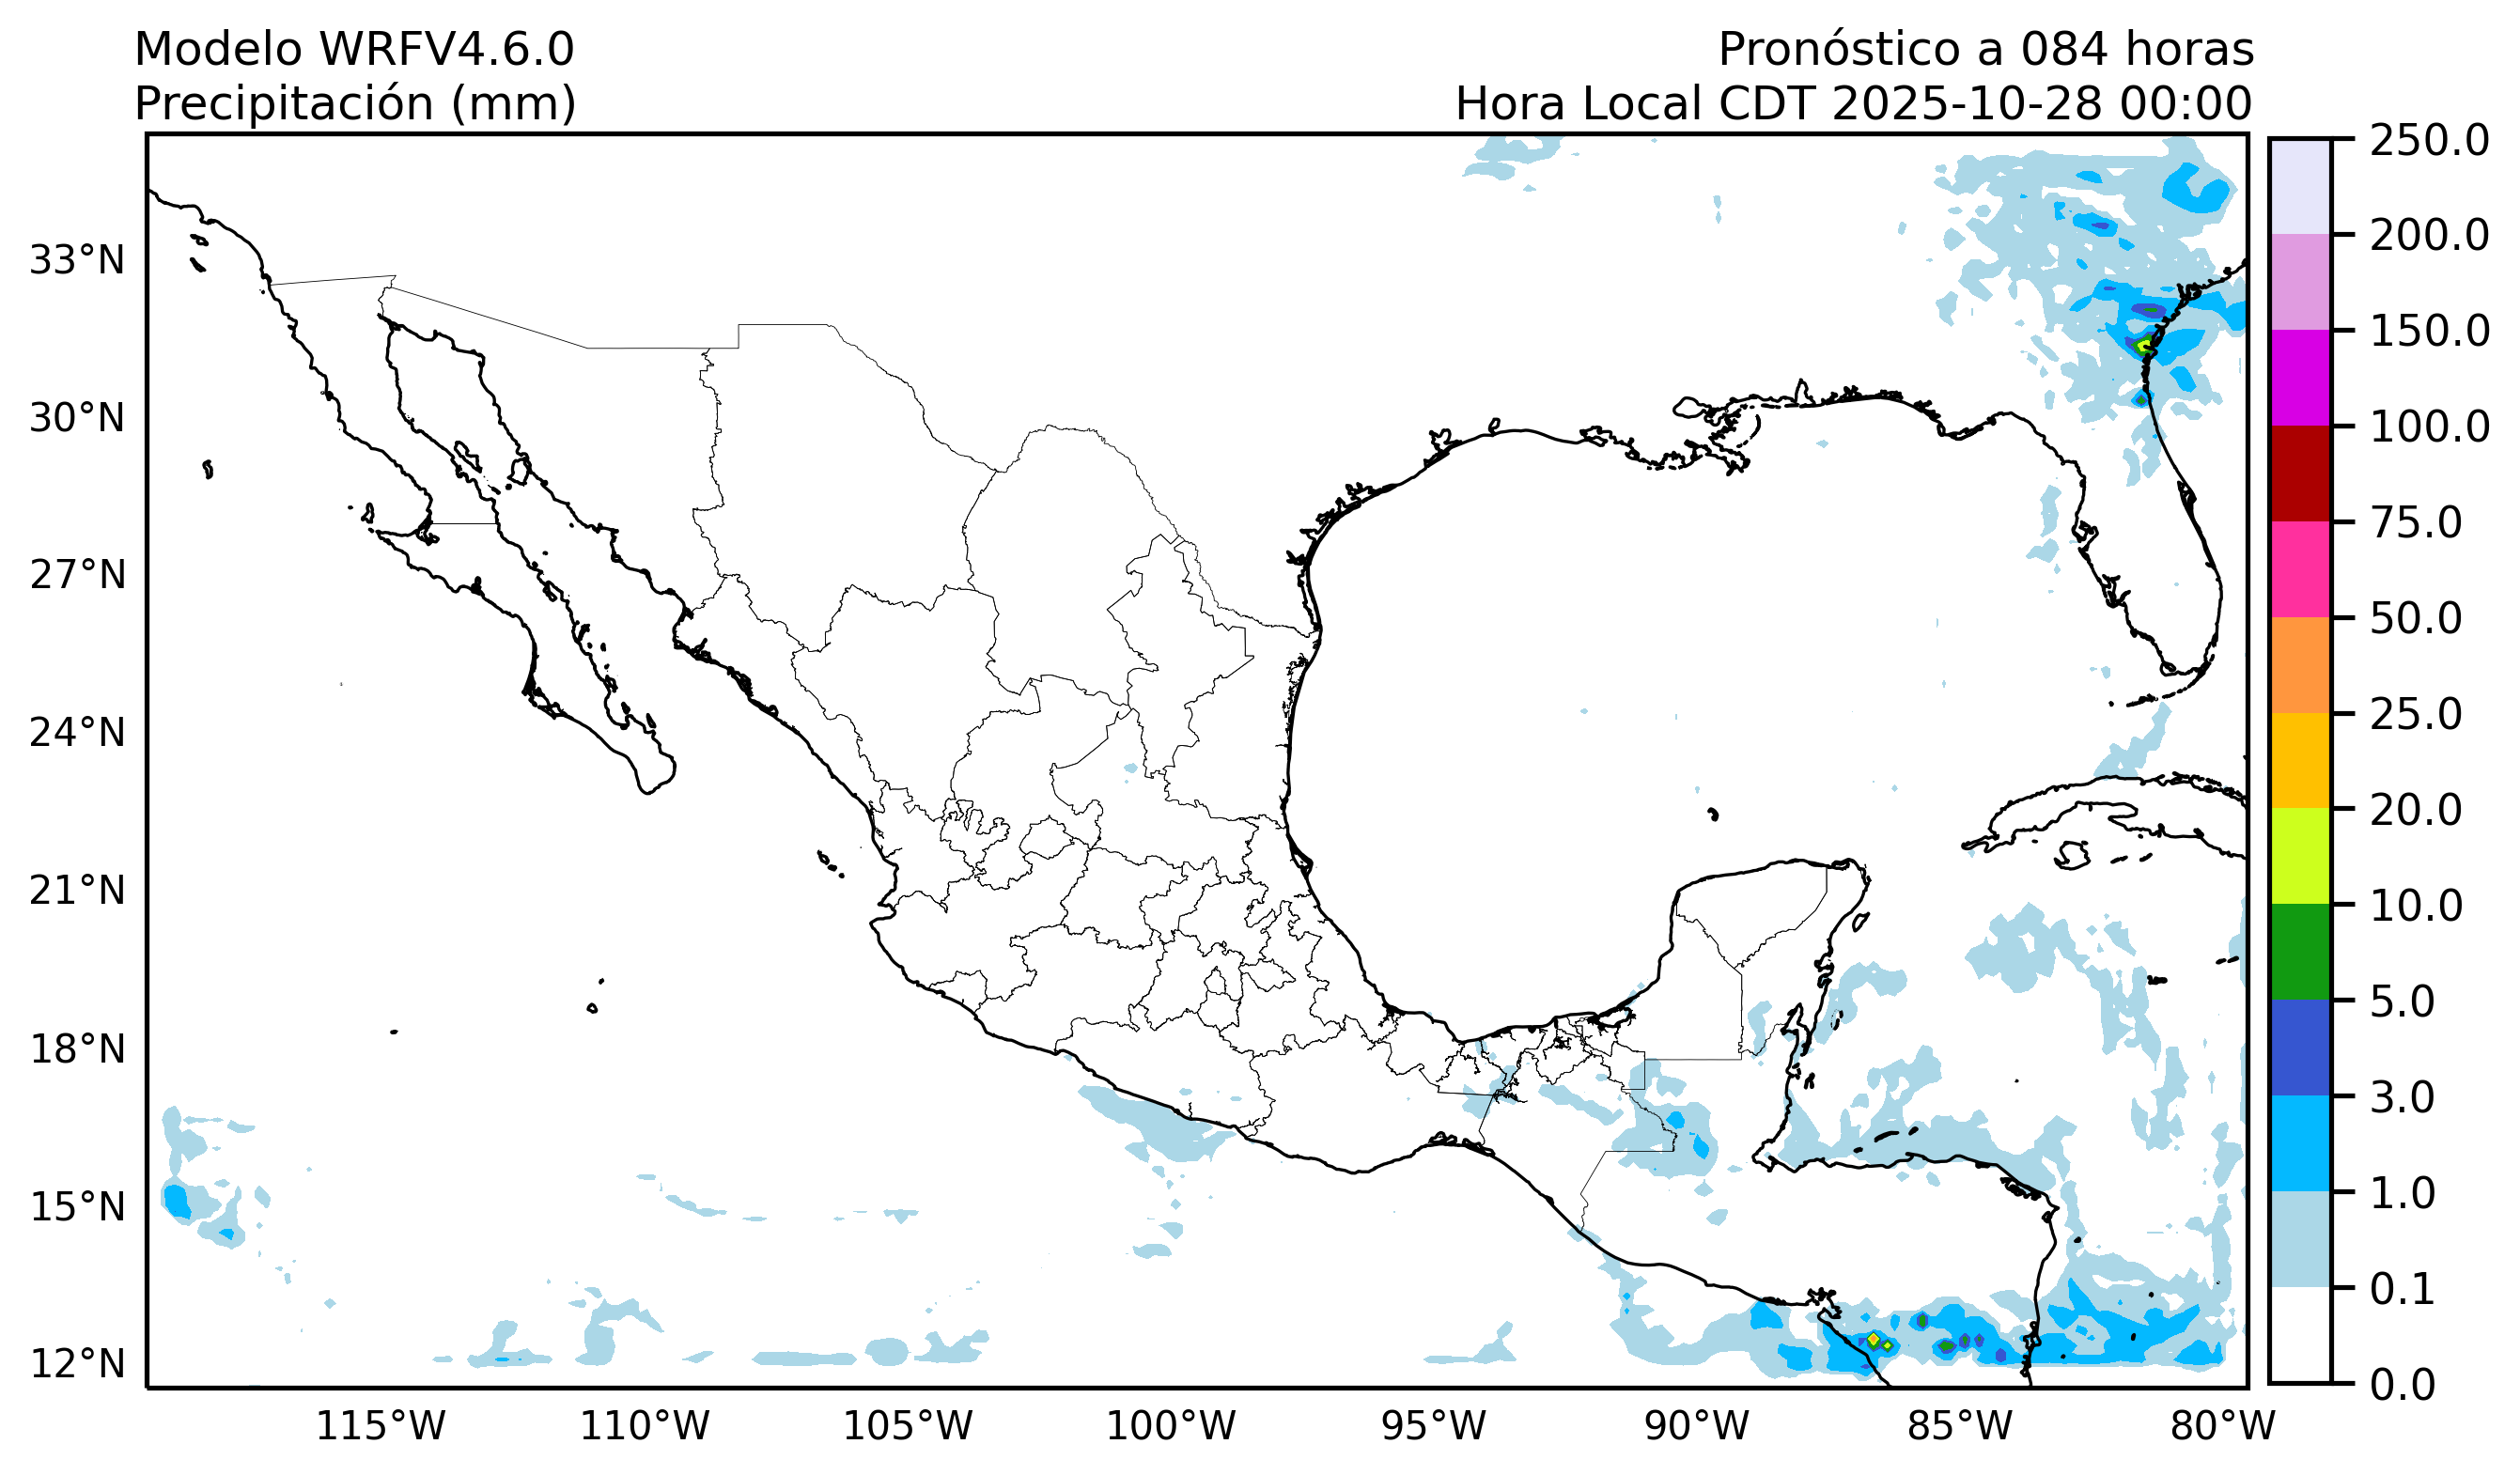 Modelo WRFV4.6.0
Precipitación (mm)
Pronóstico a 084 horas
Hora Local CDT 2025-10-28 00:00
33°N
30°N
27°N
24°N
21°N
18°N
15°N
12°N
115°W
110°W
105°W
100°W
95°W
90°W
85°W
80°W
250.0
200.0
150.0
100.0
75.0
50.0
25.0
20.0
10.0
5.0
3.0
1.0
0.1
0.0